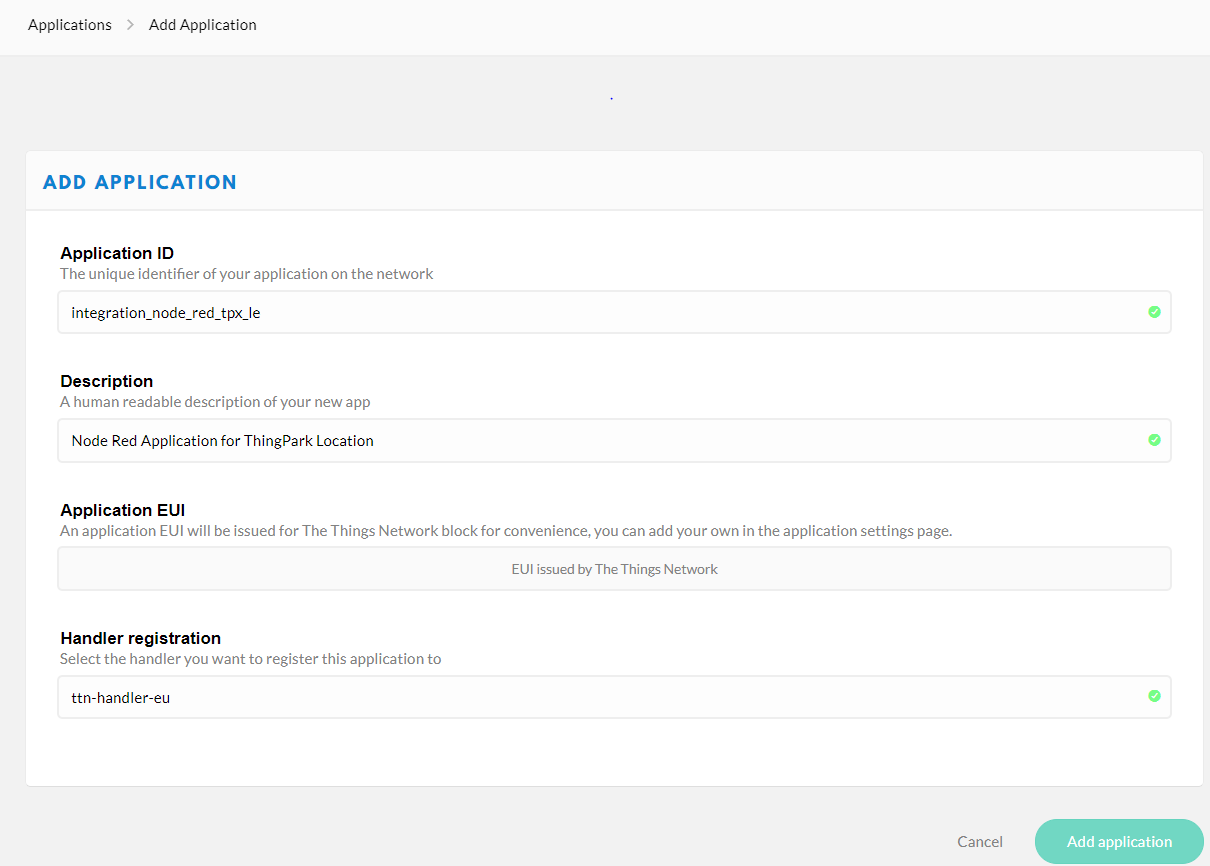 Applications > Add Application
ADD APPLICATION
Application ID
The unique identifier of your application on the network
integration_node_red_tpx_le
Description
A human readable description of your new app
Node Red Application for ThingPark Location
Application EUI
An application EUI will be issued for The Things Network block for convenience, you can add your own in the application settings page.
EUI issued by The Things Network
Handler registration
Select the handler you want to register this application to
ttn-handler-eu
Cancel Add application